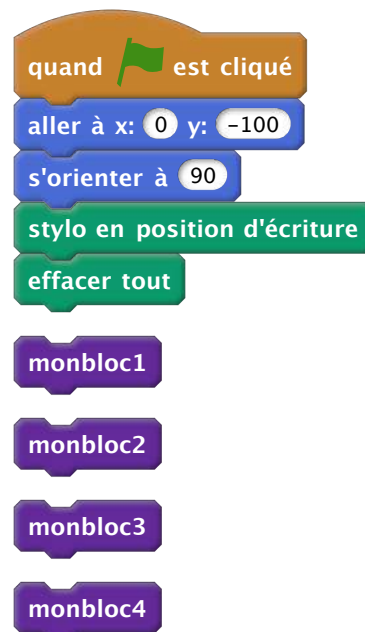 quand est cliqué
aller à x: 0 y: -100
s'orienter à 90
stylo en position d'écriture
effacer tout
monbloc1
monbloc2
monbloc3
monbloc4